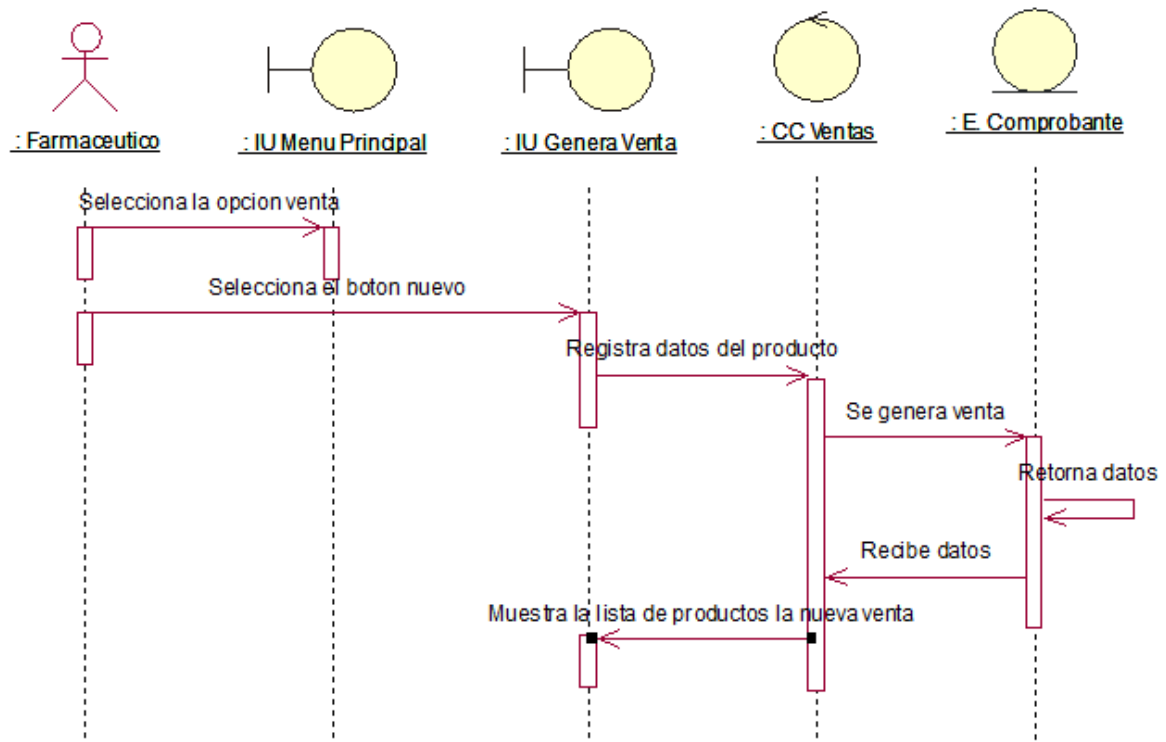 : Farmaceutico
: IU Menu Principal
: IU Genera Venta
: CC Ventas
: E. Comprobante
Selecciona la opcion venta
Selecciona el boton nuevo
Registra datos del producto
Se genera venta
Retorna datos
Recibe datos
Muestra la lista de productos la nueva venta